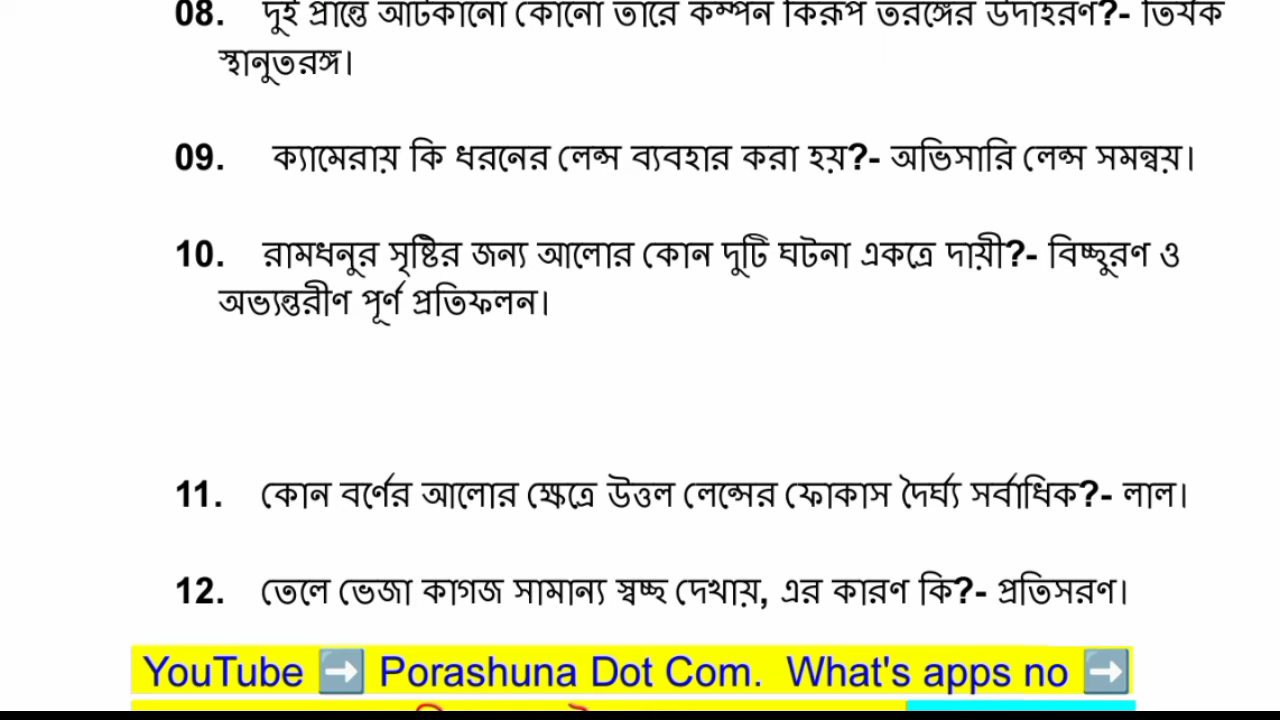 08. দুই প্রান্তে আটকানো কোনো তারে কম্পন কিরূপ তরঙ্গের উদাহরণ?- তির্যক
স্থানুতরঙ্গ।
09. ক্যামেরায় কি ধরনের লেন্স ব্যবহার করা হয়?- অভিসারি লেন্স সমন্বয়।
10. রামধনুর সৃষ্টির জন্য আলোর কোন দুটি ঘটনা একত্রে দায়ী?- বিচ্ছুরণ ও
অভ্যন্তরীণ পূর্ণ প্রতিফলন।
11. কোন বর্ণের আলোর ক্ষেত্রে উত্তল লেন্সের ফোকাস দৈর্ঘ্য সর্বাধিক?- লাল।
12. তেলে ভেজা কাগজ সামান্য স্বচ্ছ দেখায়, এর কারণ কি?- প্রতিসরণ।
YouTube ➡️ Porashuna Dot Com. What's apps no ➡️